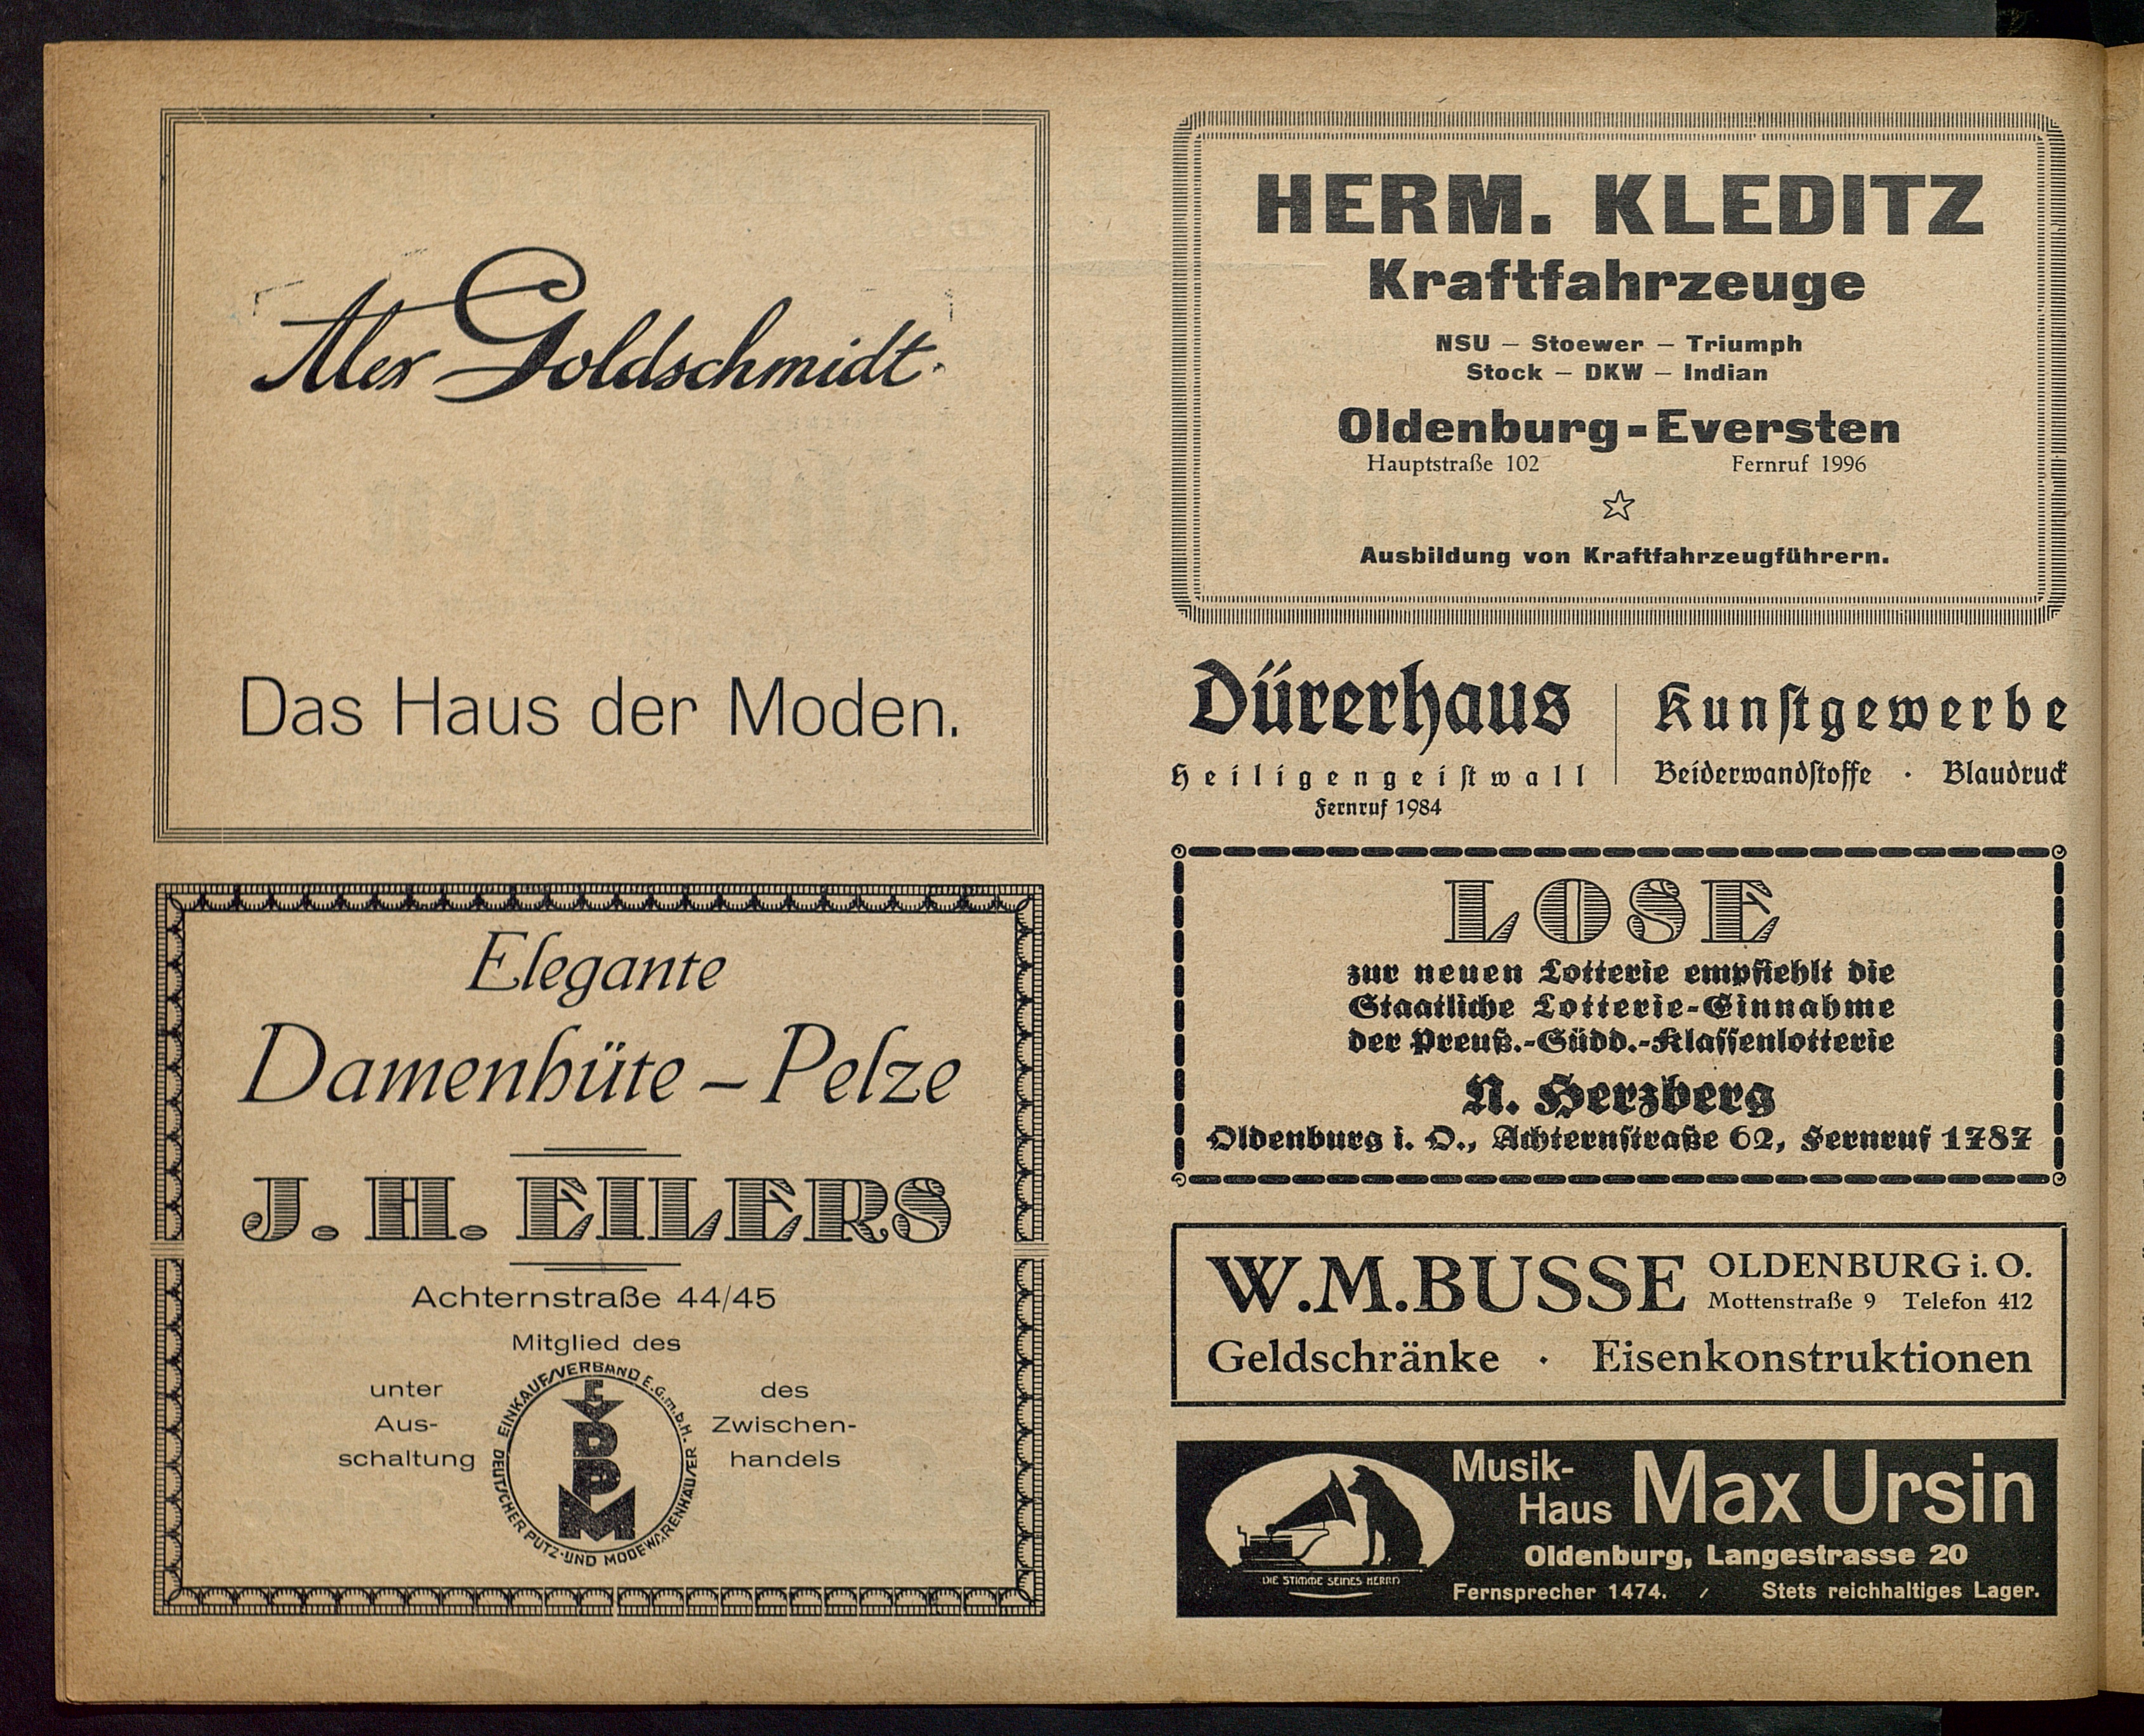 Alex Goldschmidt.
Das Haus der Moden.
Elegante
Damenhüte – Pelze
J. H. EILERS
Achternstraße 44/45
Mitglied des
unter
Aus-
schaltung
EINKAUFSVERBAND E.G.m.b.H.
DEUTSCHER PUTZ-UND MODEWARENHÄUSER
E
D
P
M
des
Zwischen-
handels
HERM. KLEDITZ
Kraftfahrzeuge
NSU – Stoewer – Triumph
Stock – DKW – Indian
Oldenburg-Eversten
Hauptstraße 102 Fernruf 1996
Ausbildung von Kraftfahrzeugführern.
Dürerhaus
Heiligengeistwall
Fernruf 1984
Kunstgewerbe
Beiderwandstoffe · Blaudruck
LOSE
zur neuen Lotterie empfiehlt die
Staatliche Lotterie-Einnahme
der Preuß.-Südd.-Klassenlotterie
N. Herzberg
Oldenburg i. O., Achternstraße 62, Fernruf 1787
W.M.BUSSE OLDENBURG i. O.
Mottenstraße 9 Telefon 412
Geldschränke · Eisenkonstruktionen
DIE STIMME SEINES HERRN
Musik-
Haus Max Ursin
Oldenburg, Langestrasse 20
Fernsprecher 1474. / Stets reichhaltiges Lager.